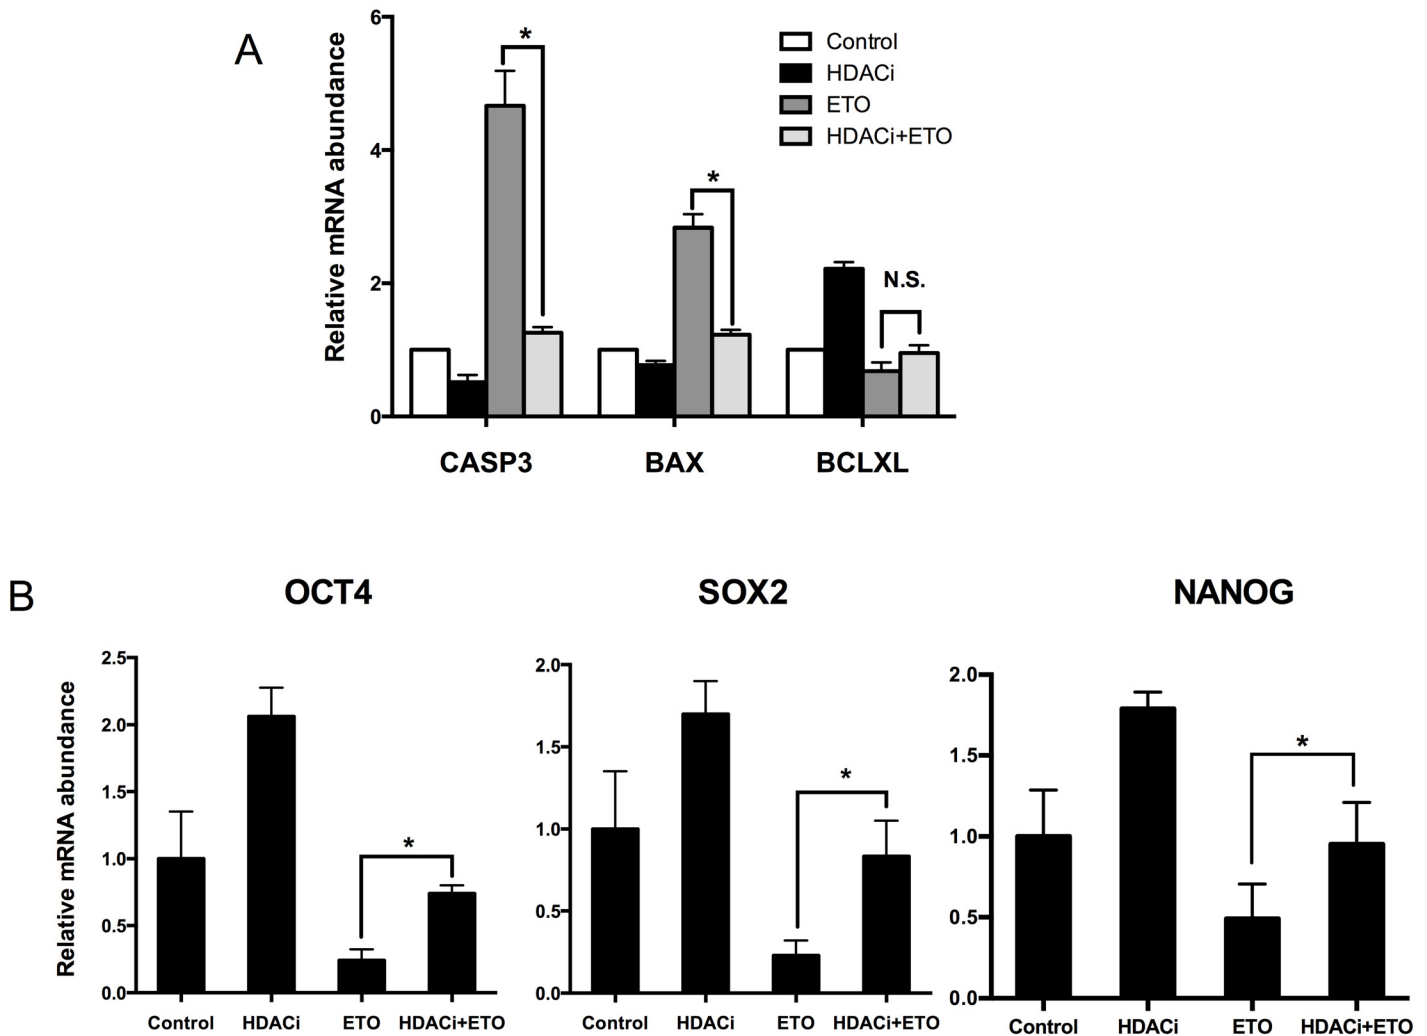 A
Relative mRNA abundance
6
4
2
0
*
*
N.S.
Control
HDACi
ETO
HDACi+ETO
CASP3 BAX BCLXL
B
OCT4
Relative mRNA abundance
2.5
2.0
1.5
1.0
0.5
0.0
*
Control HDACi ETO HDACi+ETO
SOX2
2.0
1.5
1.0
0.5
0.0
*
Control HDACi ETO HDACi+ETO
NANOG
2.0
1.5
1.0
0.5
0.0
*
Control HDACi ETO HDACi+ETO